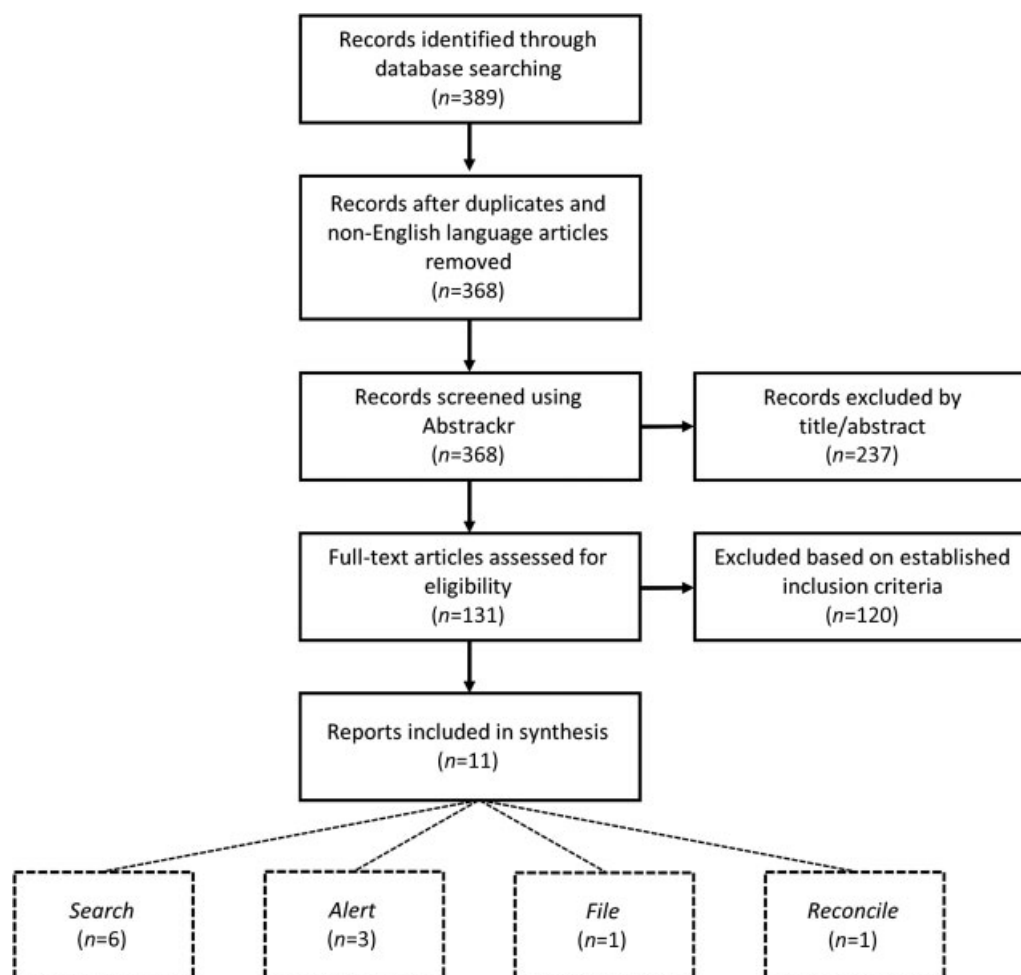 Records identified through
database searching
(n=389)
Records after duplicates and
non-English language articles
removed
(n=368)
Records screened using
Abstrackr
(n=368)
Records excluded by
title/abstract
(n=237)
Full-text articles assessed for
eligibility
(n=131)
Excluded based on established
inclusion criteria
(n=120)
Reports included in synthesis
(n=11)
Search
(n=6)
Alert
(n=3)
File
(n=1)
Reconcile
(n=1)